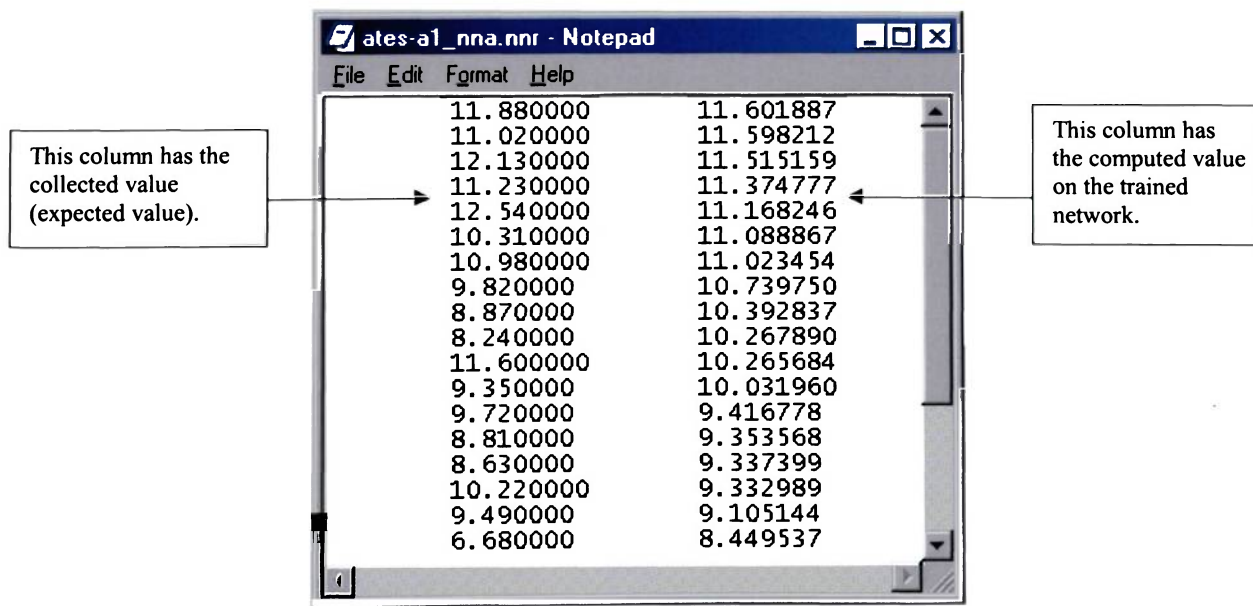 ates-a1_nna.nnr - Notepad
File Edit Format Help
11.880000 11.601887
11.020000 11.598212
12.130000 11.515159
11.230000 11.374777
12.540000 11.168246
10.310000 11.088867
10.980000 11.023454
9.820000 10.739750
8.870000 10.392837
8.240000 10.267890
11.600000 10.265684
9.350000 10.031960
9.720000 9.416778
8.810000 9.353568
8.630000 9.337399
10.220000 9.332989
9.490000 9.105144
6.680000 8.449537
This column has the
collected value
(expected value).
This column has
the computed value
on the trained
network.